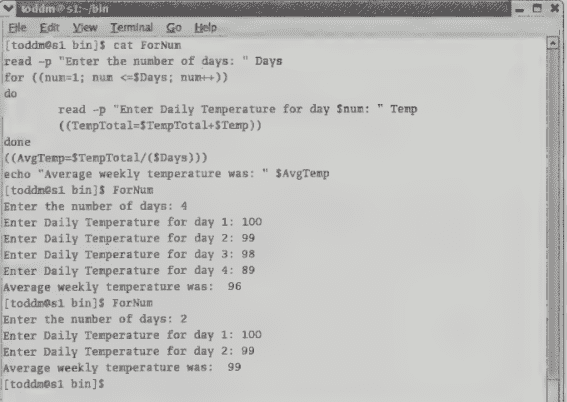 toddm@s1:~/bin
File Edit View Terminal Go Help
[toddm@s1 bin]$ cat ForNum
read -p "Enter the number of days: " Days
for ((num=1; num <=$Days; num++))
do
read -p "Enter Daily Temperature for day $num: " Temp
((TempTotal=$TempTotal+$Temp))
done
((AvgTemp=$TempTotal/($Days)))
echo "Average weekly temperature was: " $AvgTemp
[toddm@s1 bin]$ ForNum
Enter the number of days: 4
Enter Daily Temperature for day 1: 100
Enter Daily Temperature for day 2: 99
Enter Daily Temperature for day 3: 98
Enter Daily Temperature for day 4: 89
Average weekly temperature was:  96
[toddm@s1 bin]$ ForNum
Enter the number of days: 2
Enter Daily Temperature for day 1: 100
Enter Daily Temperature for day 2: 99
Average weekly temperature was:  99
[toddm@s1 bin]$